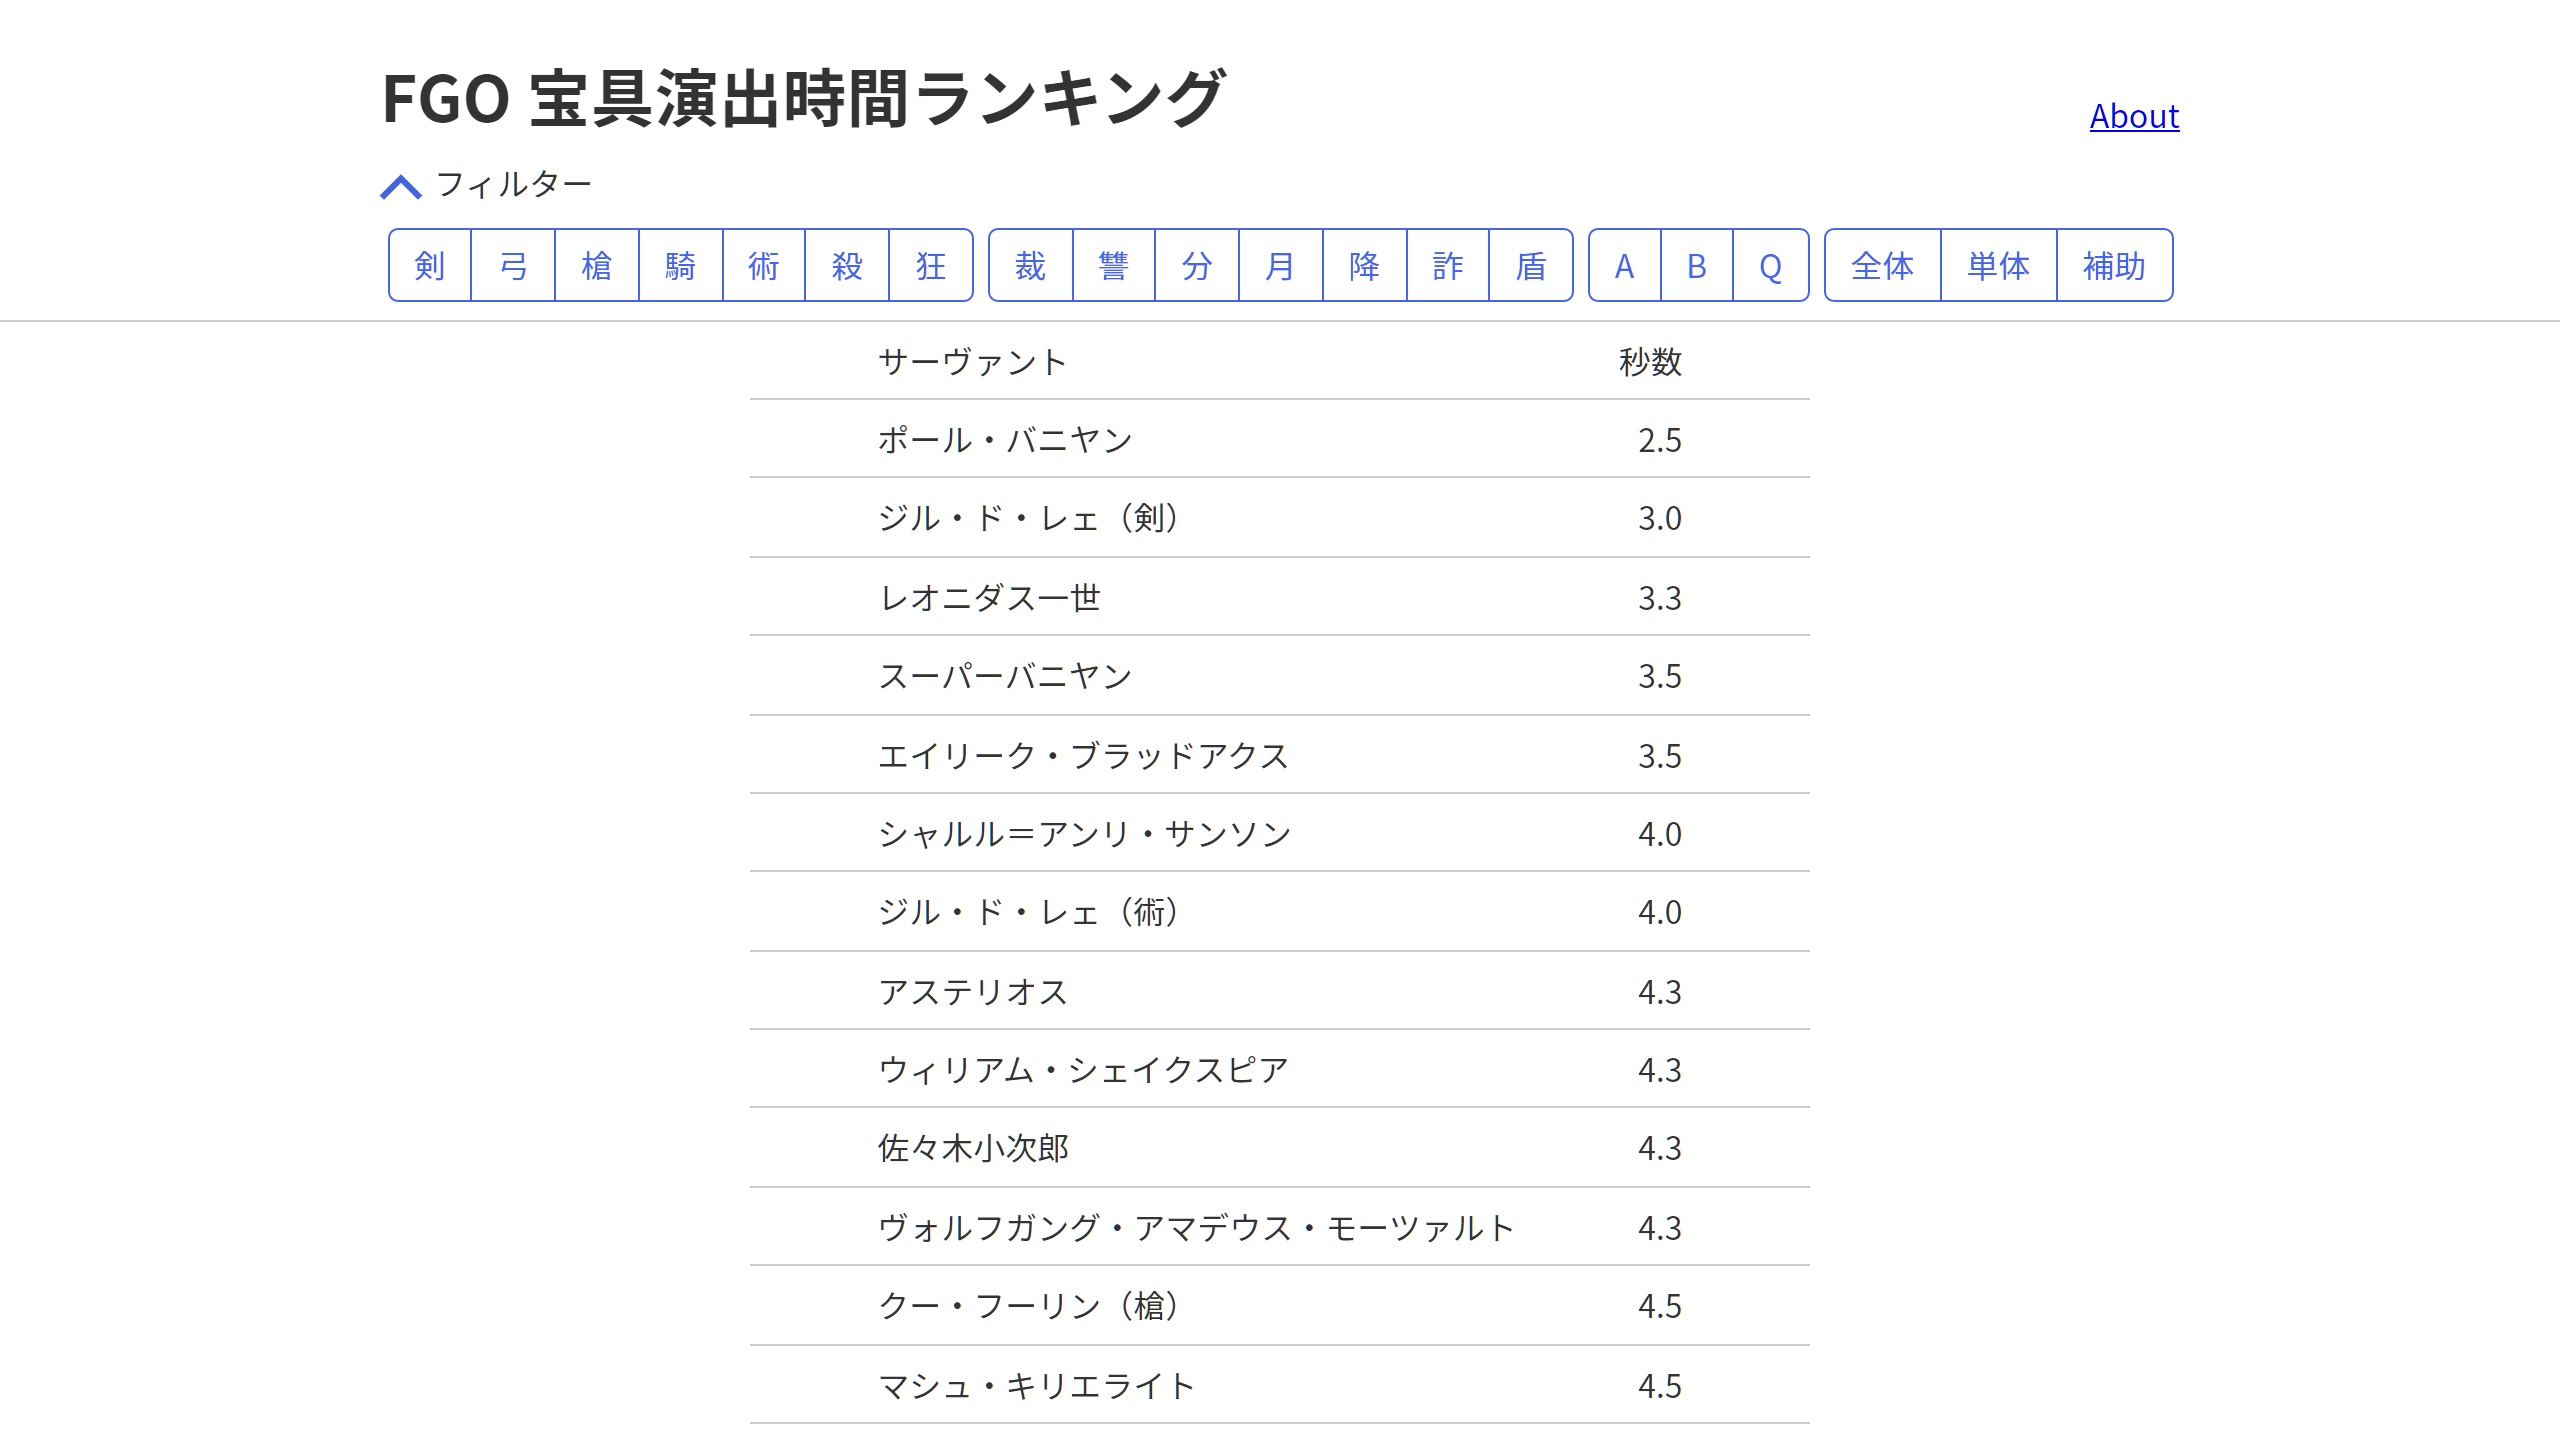 FGO 宝具演出時間ランキング
About
フィルター
剣 弓 槍 騎 術 殺 狂 裁 讐 分 月 降 詐 盾 A B Q 全体 単体 補助
サーヴァント 秒数
ポール・バニヤン 2.5
ジル・ド・レェ（剣） 3.0
レオニダス一世 3.3
スーパーバニヤン 3.5
エイリーク・ブラッドアクス 3.5
シャルル＝アンリ・サンソン 4.0
ジル・ド・レェ（術） 4.0
アステリオス 4.3
ウィリアム・シェイクスピア 4.3
佐々木小次郎 4.3
ヴォルフガング・アマデウス・モーツァルト 4.3
クー・フーリン（槍） 4.5
マシュ・キリエライト 4.5